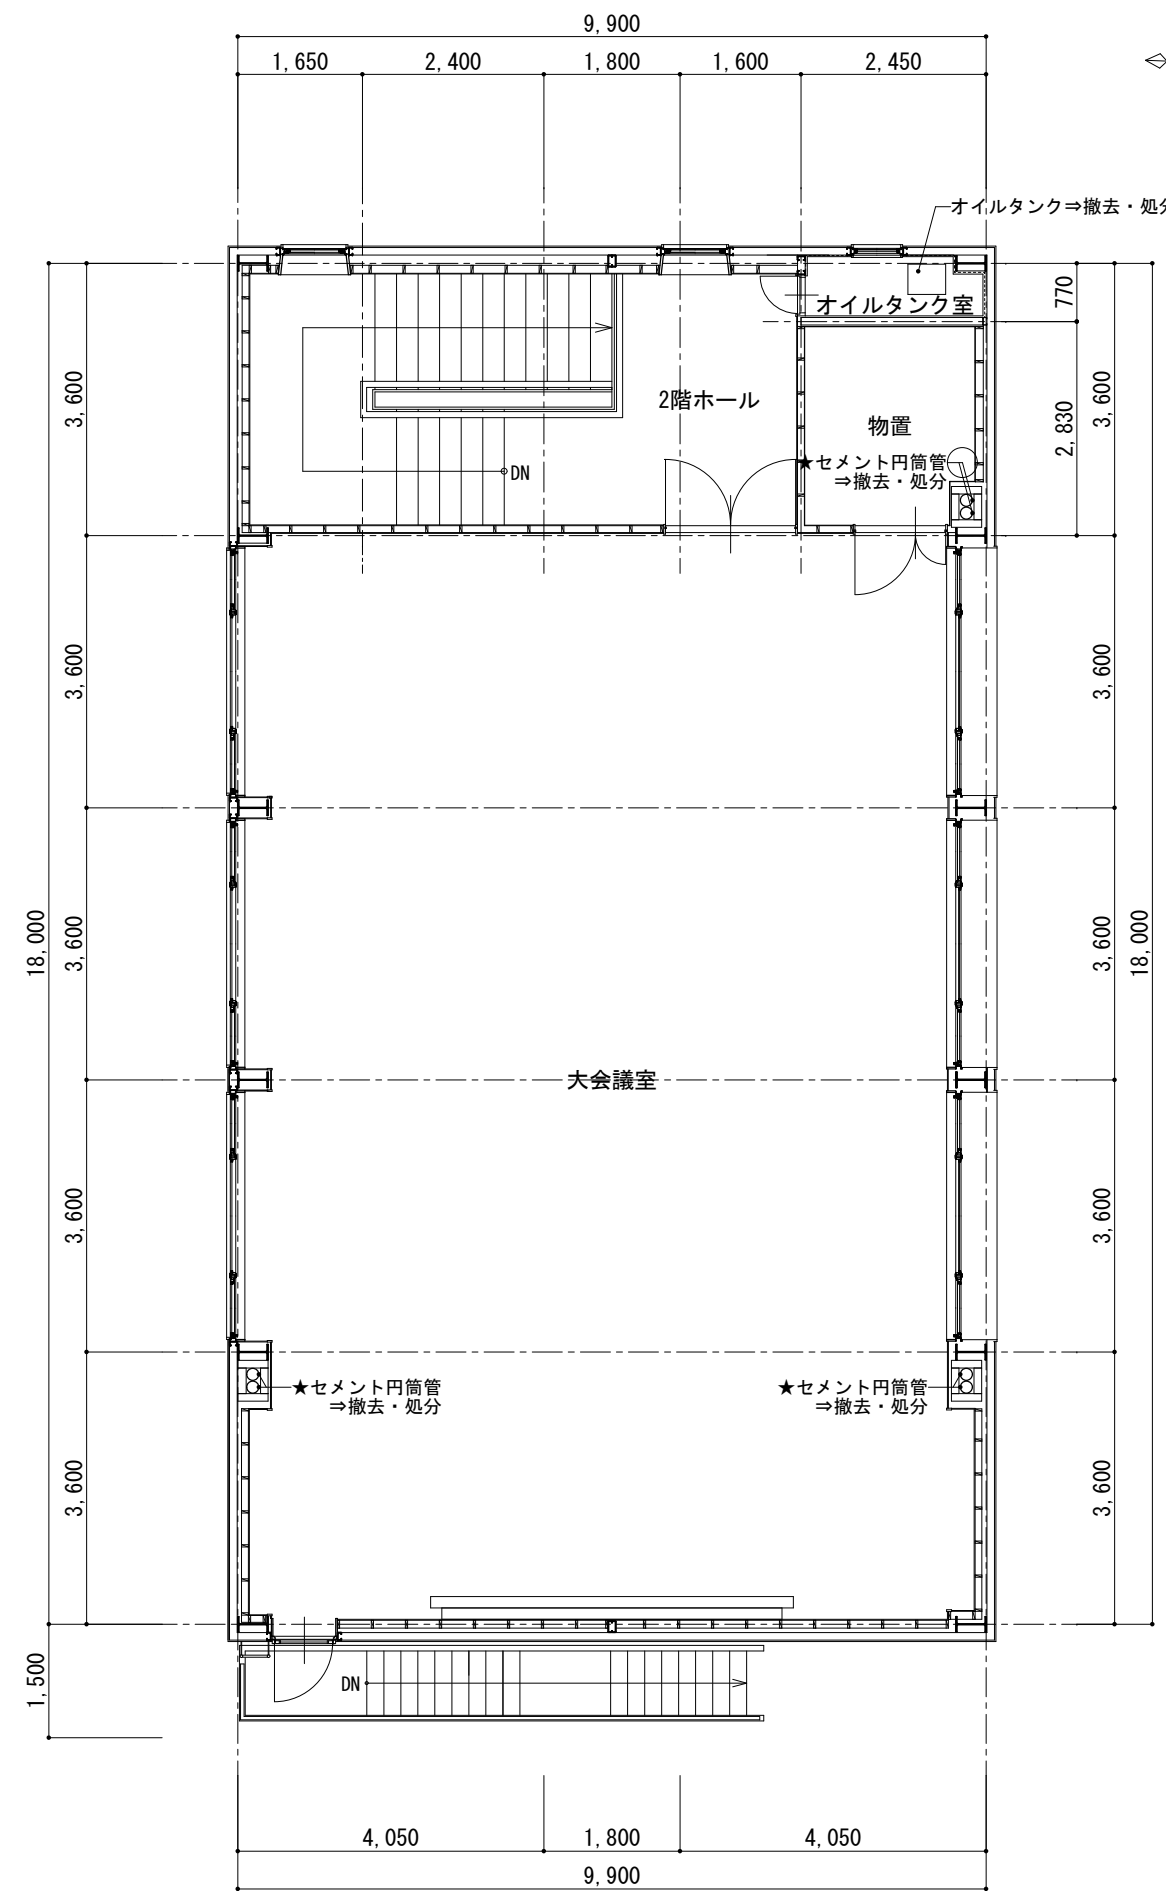 9,900
1,650 2,400 1,800 1,600 2,450
オイルタンク⇒撤去・処分
770
オイルタンク室
3,600
2階ホール
2,830
3,600
物置
★セメント円筒管
⇒撤去・処分
DN
3,600
3,600
18,000
3,600
3,600
18,000
大会議室
3,600
3,600
★セメント円筒管
⇒撤去・処分
★セメント円筒管
⇒撤去・処分
3,600
3,600
1,500
DN
4,050 1,800 4,050
9,900